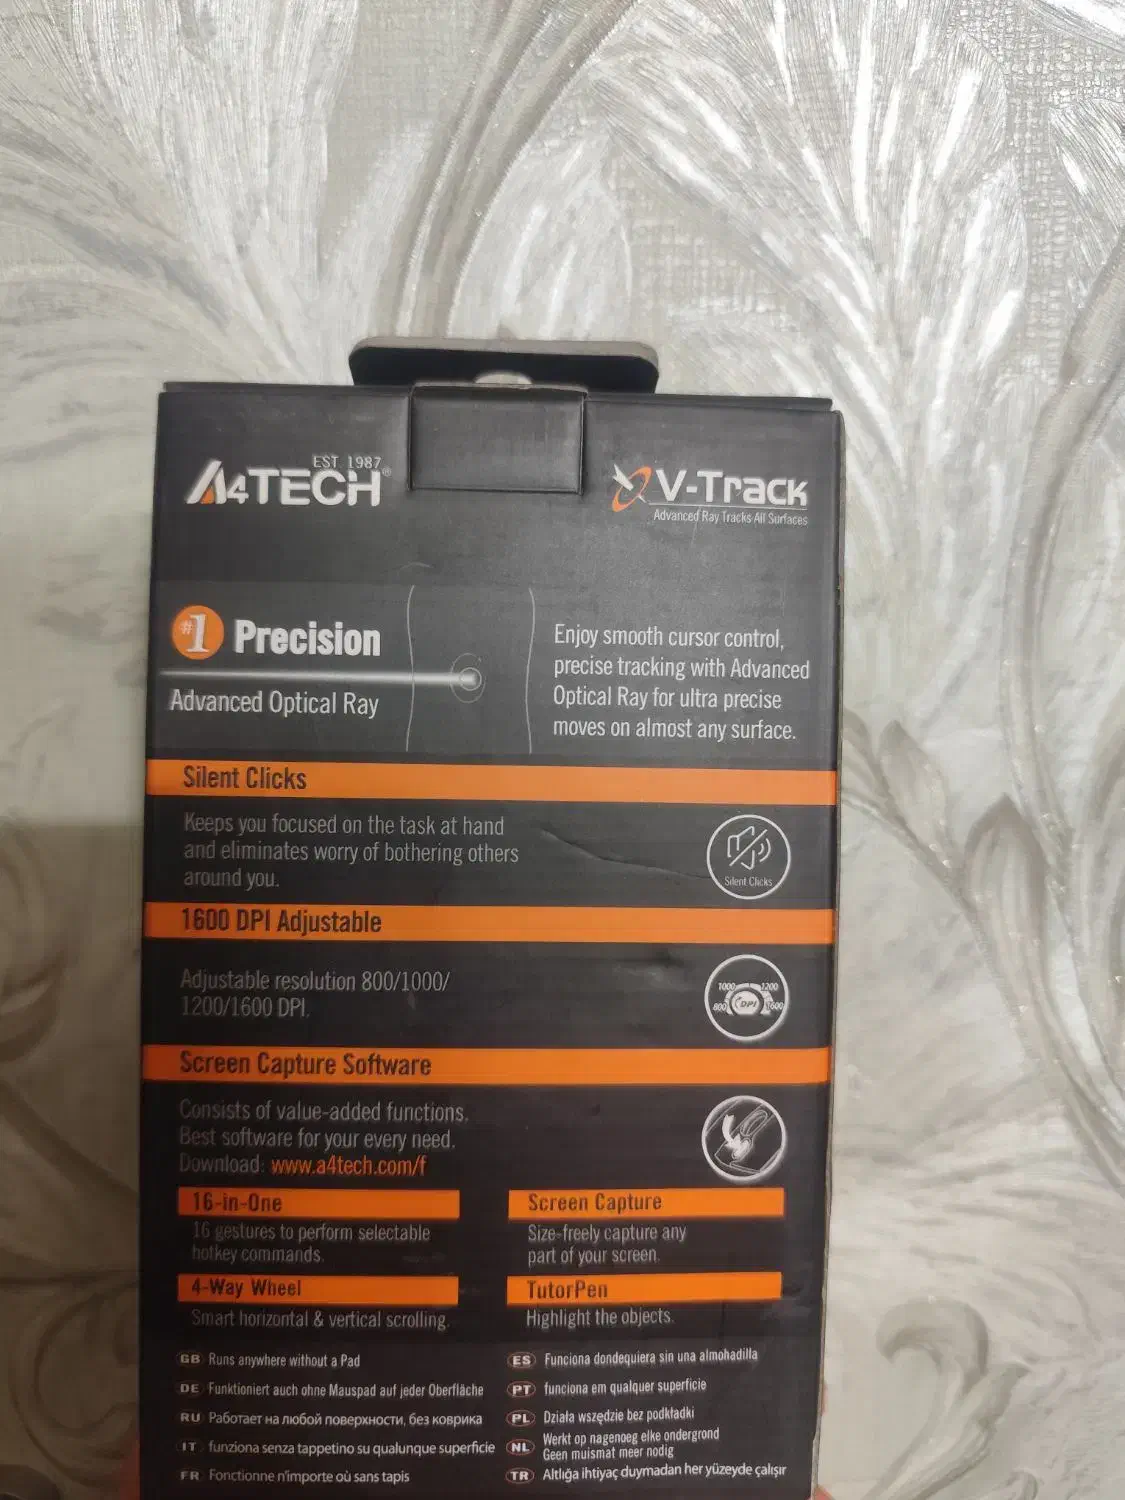 EST. 1987
A4TECH®
V-Track
Advanced Ray Tracks All Surfaces
#1 Precision
Advanced Optical Ray
Enjoy smooth cursor control,
precise tracking with Advanced
Optical Ray for ultra precise
moves on almost any surface.
Silent Clicks
Keeps you focused on the task at hand
and eliminates worry of bothering others
around you.
Silent Clicks
1600 DPI Adjustable
Adjustable resolution 800/1000/
1200/1600 DPI.
1000 1200
800 DPI 1600
Screen Capture Software
Consists of value-added functions.
Best software for your every need.
Download: www.a4tech.com/f
16-in-One
16 gestures to perform selectable
hotkey commands.
Screen Capture
Size-freely capture any
part of your screen.
4-Way Wheel
Smart horizontal & vertical scrolling.
TutorPen
Highlight the objects.
GB Runs anywhere without a Pad
DE Funktioniert auch ohne Mauspad auf jeder Oberfläche
RU Работает на любой поверхности, без коврика
IT funziona senza tappetino su qualunque superficie
FR Fonctionne n'importe où sans tapis
ES Funciona dondequiera sin una almohadilla
PT funciona em qualquer superficie
PL Działa wszędzie bez podkładki
NL Werkt op nagenoeg elke ondergrond
Geen muismat meer nodig
TR Altlığa ihtiyaç duymadan her yüzeyde çalışir